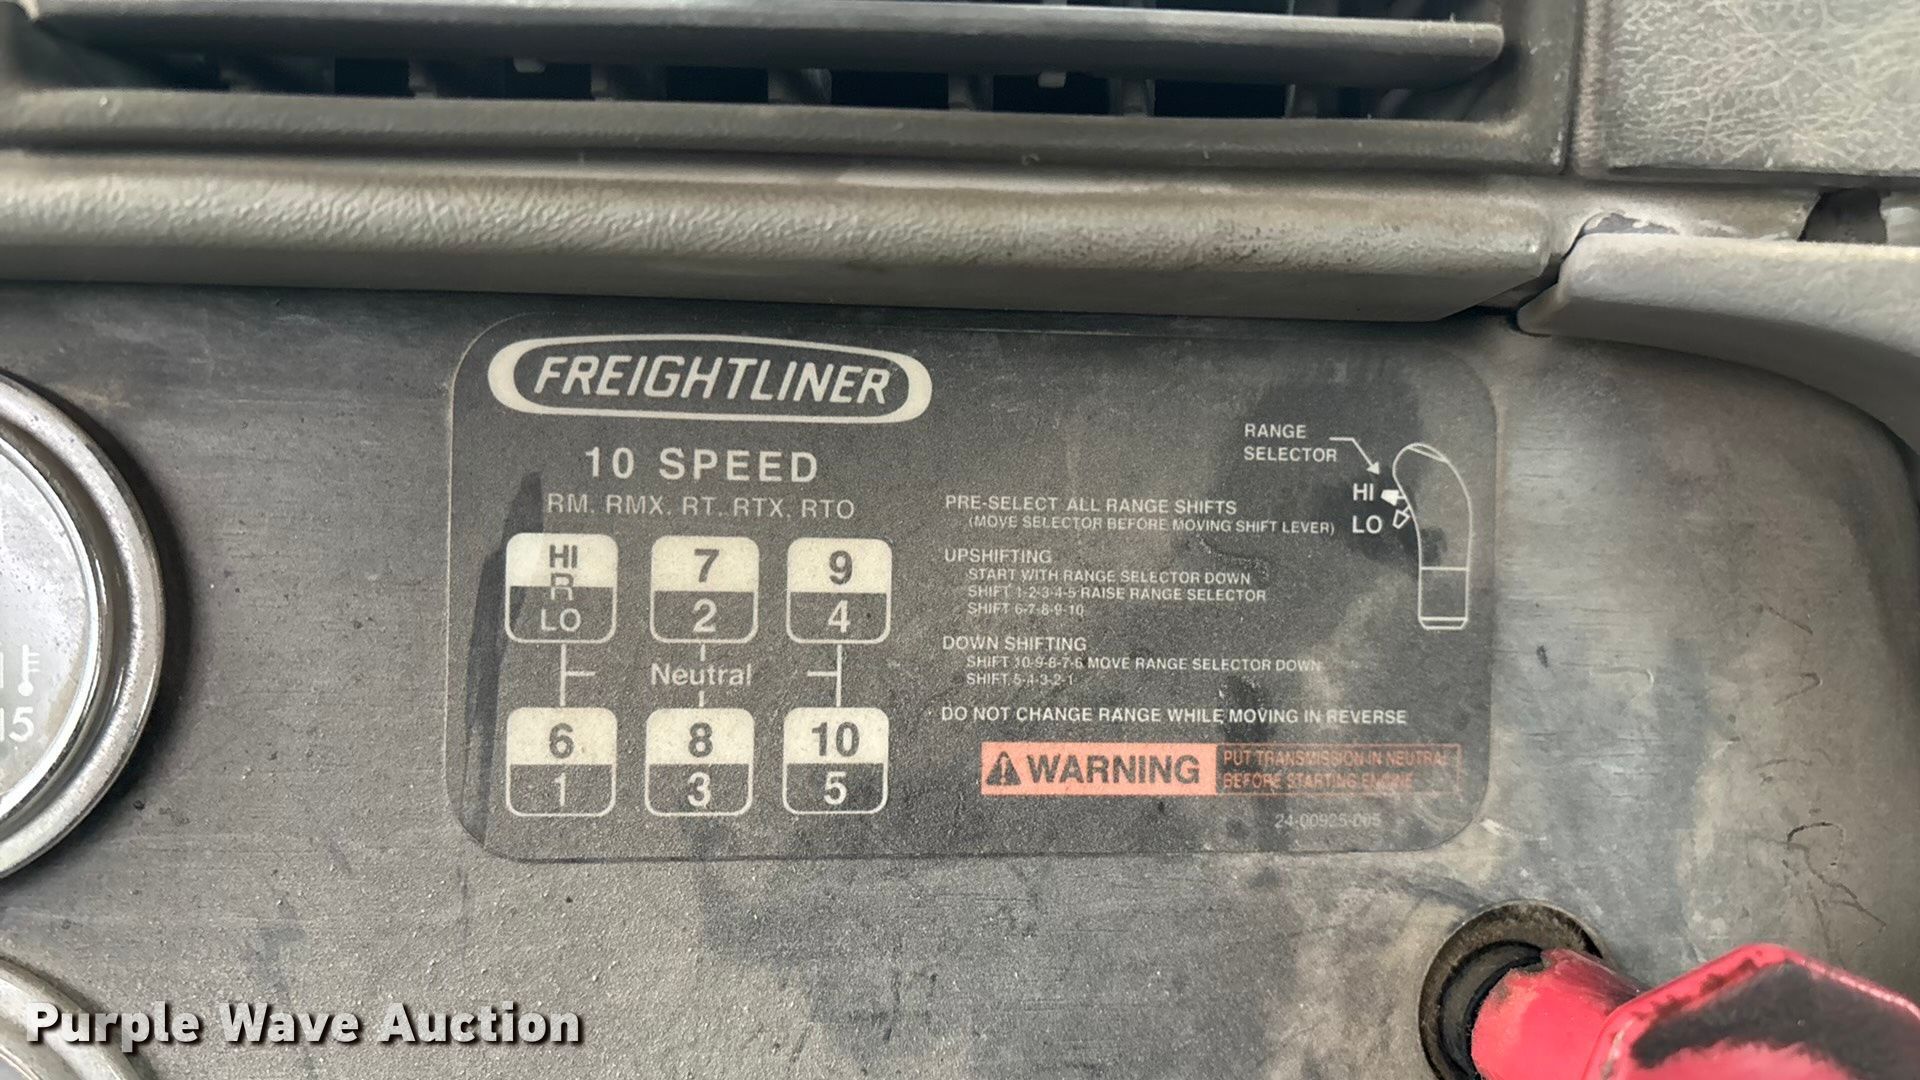 FREIGHTLINER
10 SPEED
RM, RMX, RT, RTX, RTO
HI 7 9
R
LO 2 4
Neutral
6 8 10
1 3 5
RANGE
SELECTOR
HI
LO
PRE-SELECT ALL RANGE SHIFTS
(MOVE SELECTOR BEFORE MOVING SHIFT LEVER)
UPSHIFTING
START WITH RANGE SELECTOR DOWN
SHIFT 1-2-3-4-5 RAISE RANGE SELECTOR
SHIFT 6-7-8-9-10
DOWN SHIFTING
SHIFT 10-9-8-7-6 MOVE RANGE SELECTOR DOWN
SHIFT 5-4-3-2-1
DO NOT CHANGE RANGE WHILE MOVING IN REVERSE
WARNING
PUT TRANSMISSION IN NEUTRAL
BEFORE STARTING ENGINE
24-00925-005
15
Purple Wave Auction